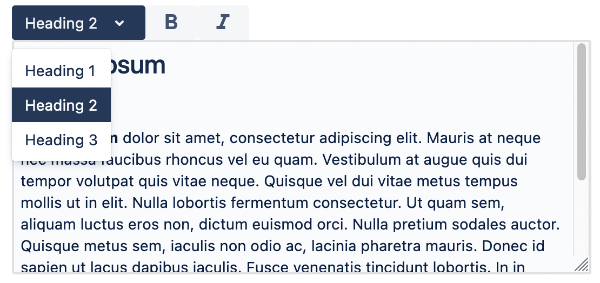 Heading 2
B I
Heading 1
Heading 2
Heading 3
dolor sit amet, consectetur adipiscing elit. Mauris at neque
nec massa faucibus rhoncus vel eu quam. Vestibulum at augue quis dui
tempor volutpat quis vitae neque. Quisque vel dui vitae metus tempus
mollis ut in elit. Nulla lobortis fermentum consectetur. Ut quam sem,
aliquam luctus eros non, dictum euismod orci. Nulla pretium sodales auctor.
Quisque metus sem, iaculis non odio ac, lacinia pharetra mauris. Donec id
sapien ut lacus dapibus iaculis. Fusce venenatis tincidunt lobortis. In in